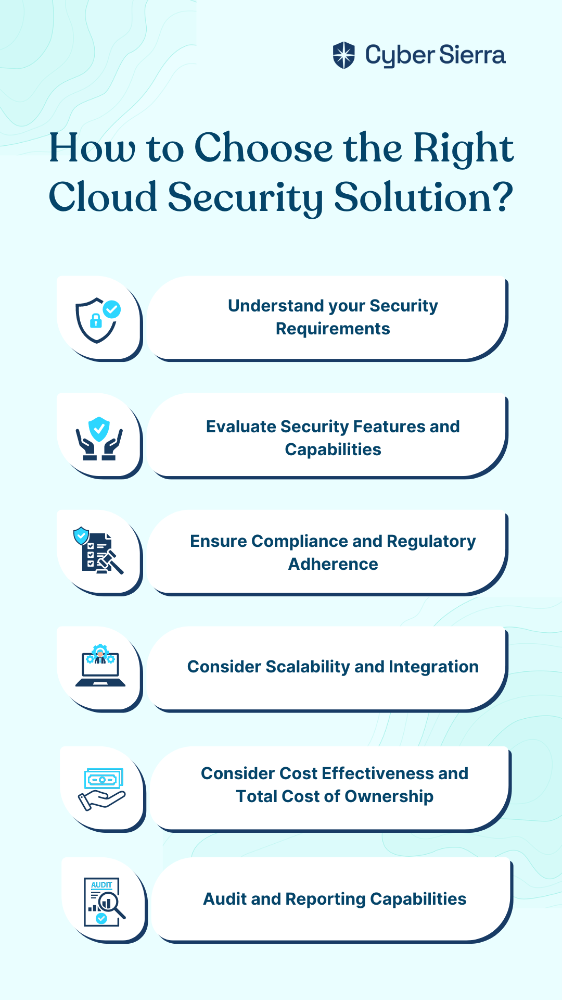 Cyber Sierra
How to Choose the Right
Cloud Security Solution?
Understand your Security
Requirements
Evaluate Security Features and
Capabilities
Ensure Compliance and Regulatory
Adherence
Consider Scalability and Integration
Consider Cost Effectiveness and
Total Cost of Ownership
AUDIT
Audit and Reporting Capabilities